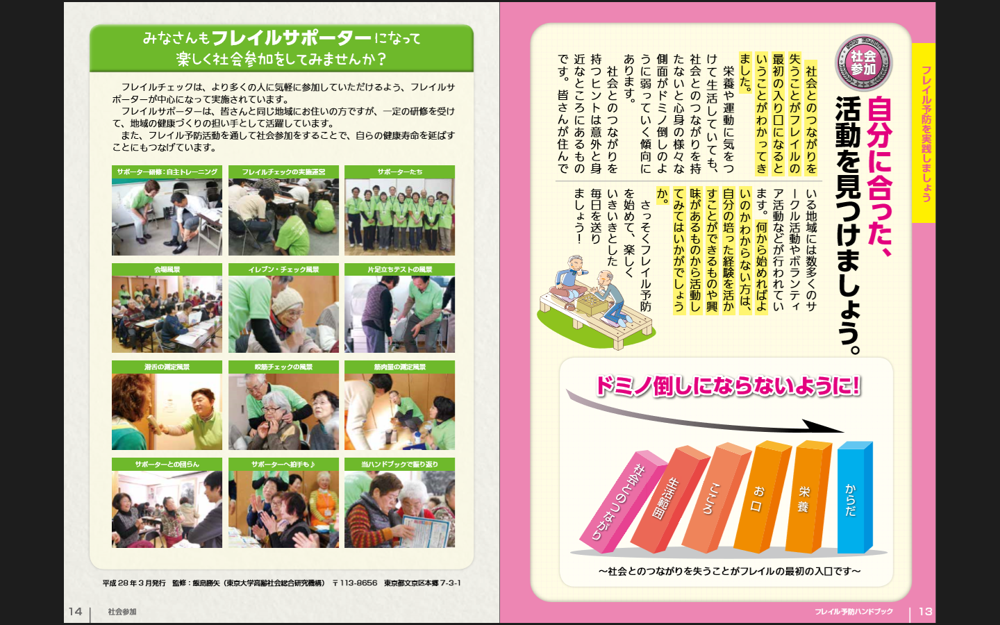 フレイル予防を実践しましょう
社会
参加
自分に合った、
活動を見つけましょう。
社会とのつながりを
失うことがフレイルの
最初の入り口になると
いうことがわかってき
ました。
栄養や運動に気をつ
けて生活していても、
社会とのつながりを持
たないと心身の様々な
側面がドミノ倒しのよ
うに弱っていく傾向に
あります。
社会とのつながりを
持つヒントは意外と身
近なところにあるもの
です。皆さんが住んで
いる地域には数多くのサ
ークル活動やボランティ
ア活動などが行われてい
ます。何から始めればよ
いのかわからない方は、
自分の培った経験を活か
すことができるものや興
味があるものから活動し
てみてはいかがでしょう
か。
さっそくフレイル予防
を始めて、楽しく
いきいきとした
毎日を送り
ましょう!
ドミノ倒しにならないように!
社会とのつながり
生活範囲
こころ
お口
栄養
からだ
〜社会とのつながりを失うことがフレイルの最初の入口です〜
フレイル予防ハンドブック
13
みなさんもフレイルサポーターになって
楽しく社会参加をしてみませんか?
フレイルチェックは、より多くの人に気軽に参加していただけるよう、フレイルサ
ポーターが中心になって実施されています。
フレイルサポーターは、皆さんと同じ地域にお住いの方ですが、一定の研修を受け
て、地域の健康づくりの担い手として活躍しています。
また、フレイル予防活動を通して社会参加をすることで、自らの健康寿命を延ばす
ことにもつなげています。
サポーター研修:自主トレーニング
フレイルチェックの実施運営
サポーターたち
会場風景
イレブン・チェック風景
片足立ちテストの風景
滑舌の測定風景
咬筋チェックの風景
筋肉量の測定風景
サポーターとの団らん
サポーターへ拍手も♪
当ハンドブックで振り返り
平成28年3月発行 監修:飯島勝矢(東京大学高齢社会総合研究機構) 〒113-8656 東京都文京区本郷7-3-1
14
社会参加